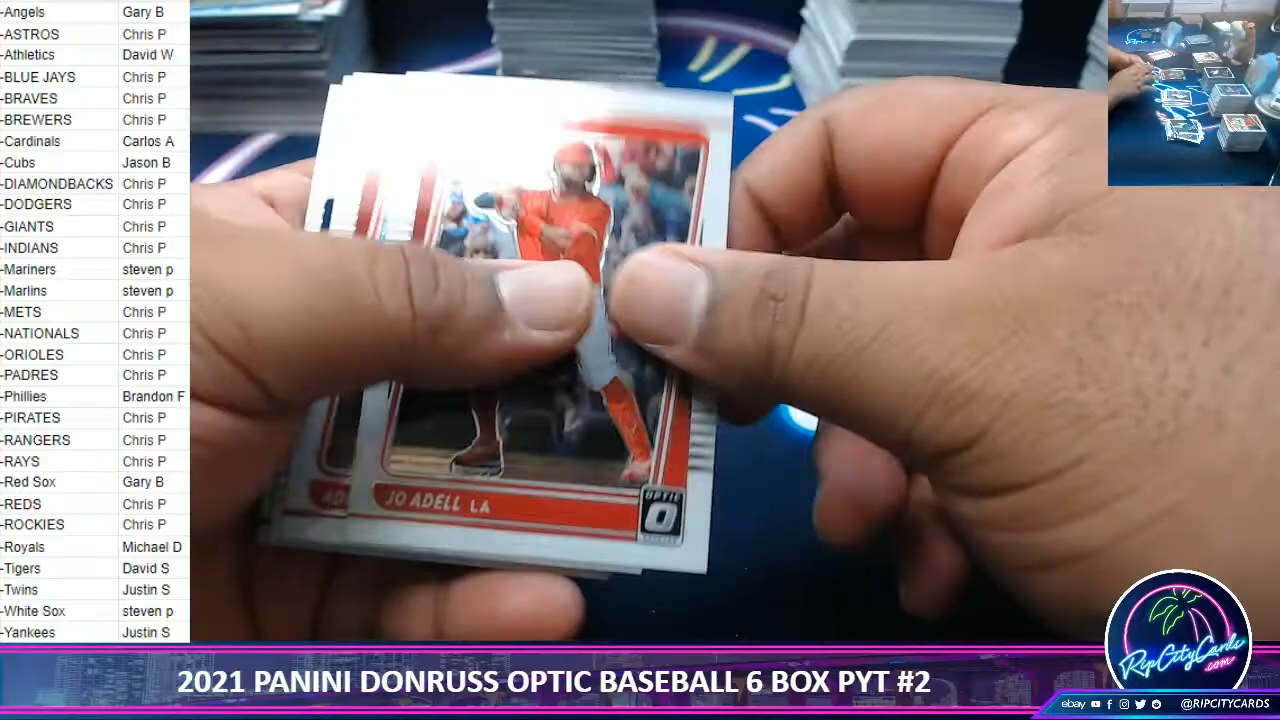 -Angels Gary B
-ASTROS Chris P
-Athletics David W
-BLUE JAYS Chris P
-BRAVES Chris P
-BREWERS Chris P
-Cardinals Carlos A
-Cubs Jason B
-DIAMONDBACKS Chris P
-DODGERS Chris P
-GIANTS Chris P
-INDIANS Chris P
-Mariners steven p
-Marlins steven p
-METS Chris P
-NATIONALS Chris P
-ORIOLES Chris P
-PADRES Chris P
-Phillies Brandon F
-PIRATES Chris P
-RANGERS Chris P
-RAYS Chris P
-Red Sox Gary B
-REDS Chris P
-ROCKIES Chris P
-Royals Michael D
-Tigers David S
-Twins Justin S
-White Sox steven p
-Yankees Justin S
AD
JO ADELL LA
OPTIC
RipCityCards
.com
2021 PANINI DONRUSS OPTIC BASEBALL 6 BOX PYT #2
ebay @RIPCITYCARDS